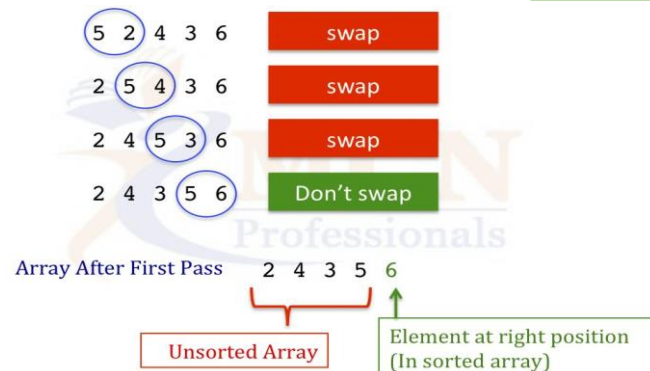 5 2 4 3 6 swap
2 5 4 3 6 swap
2 4 5 3 6 swap
2 4 3 5 6 Don't swap
Professionals
Array After First Pass 2 4 3 5 6
Unsorted Array
Element at right position
(In sorted array)